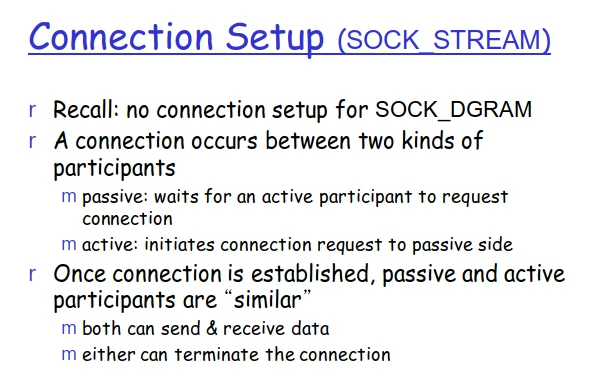 Connection Setup (SOCK_STREAM)
r Recall: no connection setup for SOCK_DGRAM
r A connection occurs between two kinds of
participants
m passive: waits for an active participant to request
connection
m active: initiates connection request to passive side
r Once connection is established, passive and active
participants are “similar”
m both can send & receive data
m either can terminate the connection